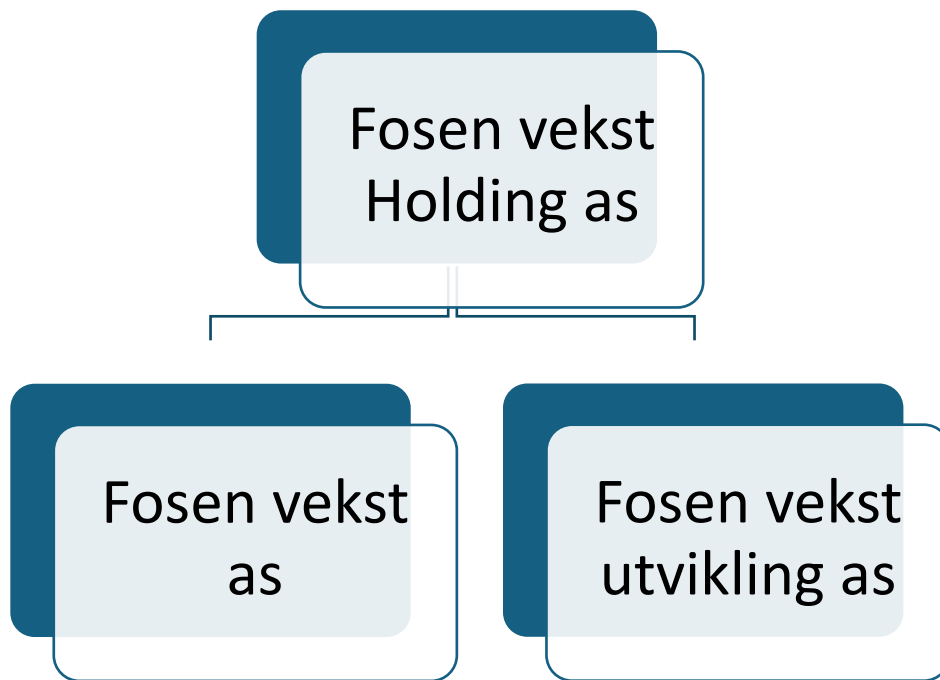 Fosen vekst
Holding as
Fosen vekst
as
Fosen vekst
utvikling as